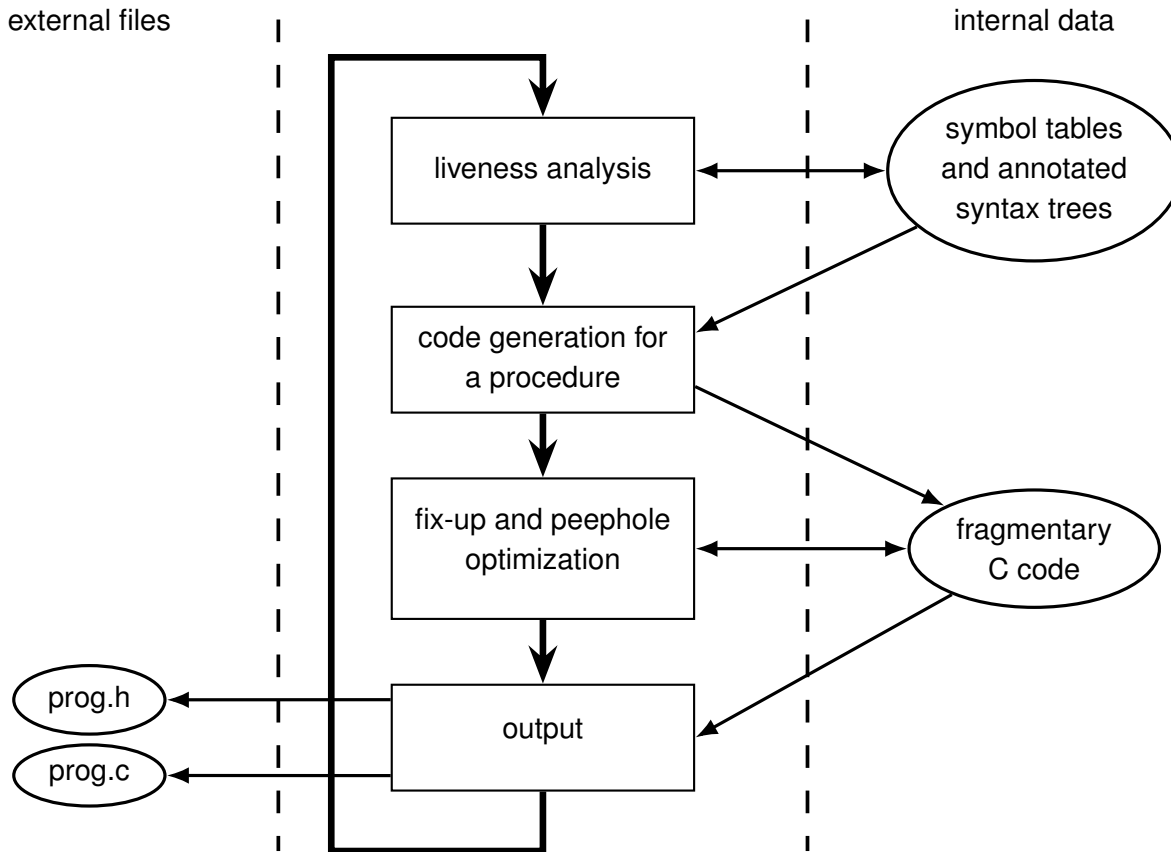 external files
internal data
symbol tables
and annotated
syntax trees
liveness analysis
code generation for
a procedure
fix-up and peephole
optimization
fragmentary
C code
prog.h
output
prog.c